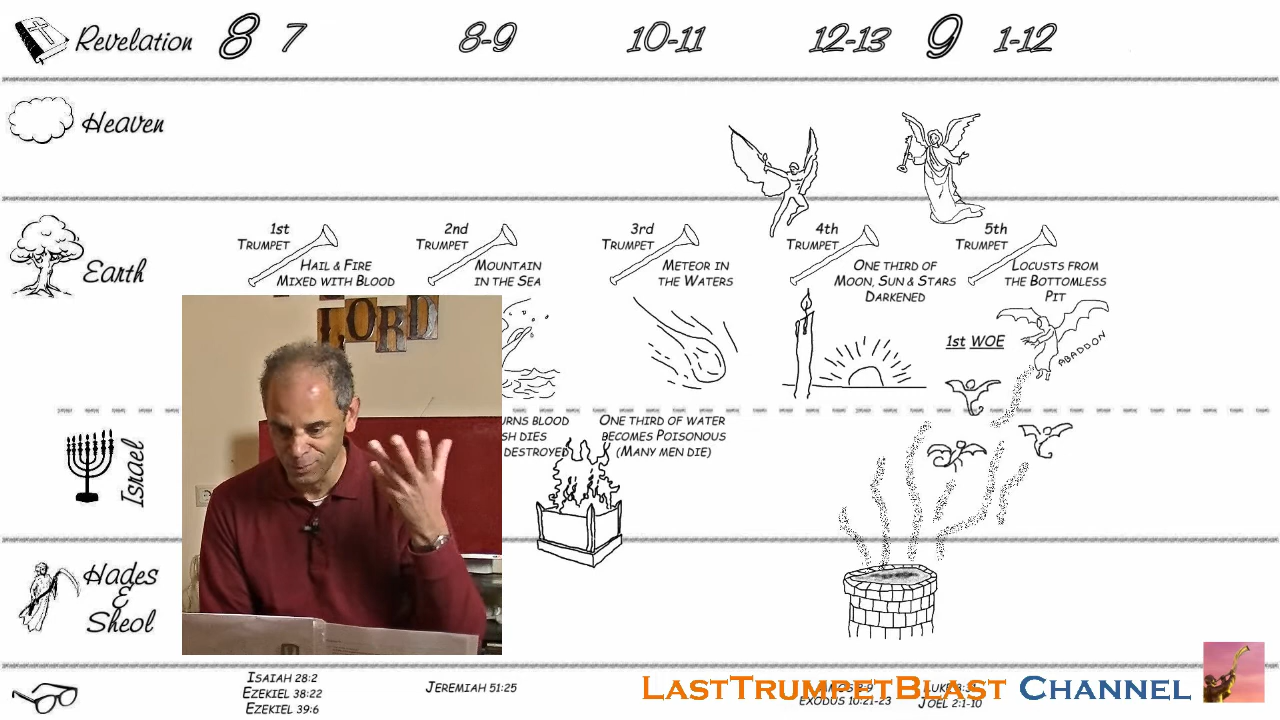 Revelation 8 7 8-9 10-11 12-13 9 1-12
Heaven
Earth
1st
TRUMPET
HAIL & FIRE
MIXED WITH BLOOD
2nd
TRUMPET
MOUNTAIN
IN THE SEA
3rd
TRUMPET
METEOR IN
THE WATERS
4th
TRUMPET
ONE THIRD OF
MOON, SUN & STARS
DARKENED
5th
TRUMPET
LOCUSTS FROM
THE BOTTOMLESS
PIT
1st WOE
ABADDON
LORD
Israel
BLOOD
DIES
DESTROYED
ONE THIRD OF WATER
BECOMES POISONOUS
(MANY MEN DIE)
Hades
&
Sheol
ISAIAH 28:2
EZEKIEL 38:22
EZEKIEL 39:6
JEREMIAH 51:25
EXODUS 10:21-23
JOEL 2:1-10
LASTTRUMPETBLAST CHANNEL